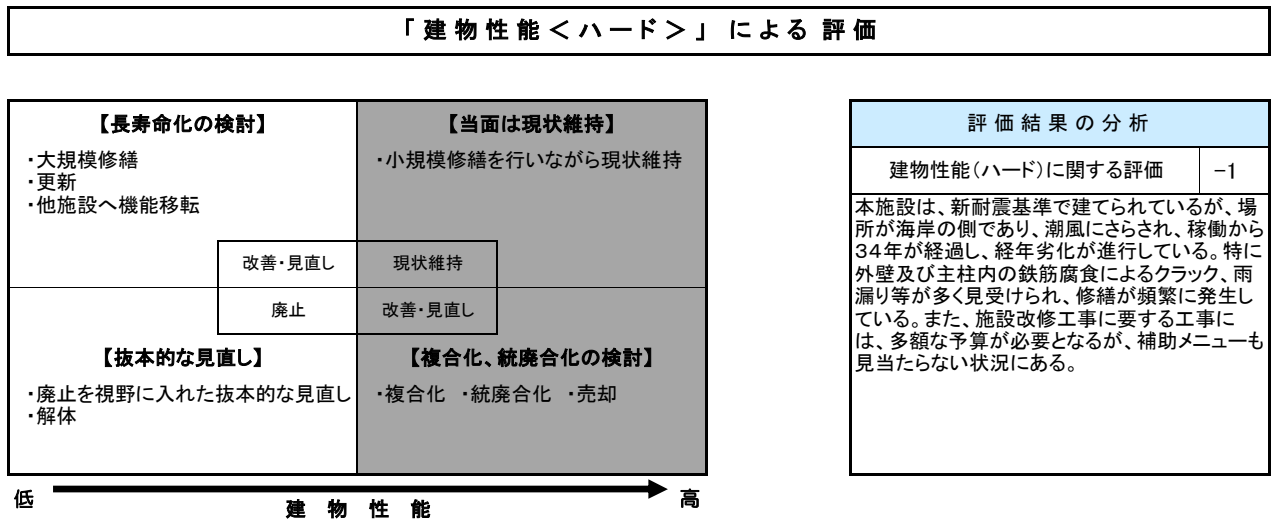 「建物性能＜ハード＞」による評価
【長寿命化の検討】
・大規模修繕
・更新
・他施設へ機能移転
【当面は現状維持】
・小規模修繕を行いながら現状維持
改善・見直し
現状維持
廃止
改善・見直し
【抜本的な見直し】
・廃止を視野に入れた抜本的な見直し
・解体
【複合化、統廃合化の検討】
・複合化　・統廃合化　・売却
低
建物性能
高
評価結果の分析
建物性能（ハード）に関する評価
-1
本施設は、新耐震基準で建てられているが、場
所が海岸の側であり、潮風にさらされ、稼働から
34年が経過し、経年劣化が進行している。特に
外壁及び主柱内の鉄筋腐食によるクラック、雨
漏り等が多く見受けられ、修繕が頻繁に発生し
ている。また、施設改修工事に要する工事に
は、多額な予算が必要となるが、補助メニューも
見当たらない状況にある。